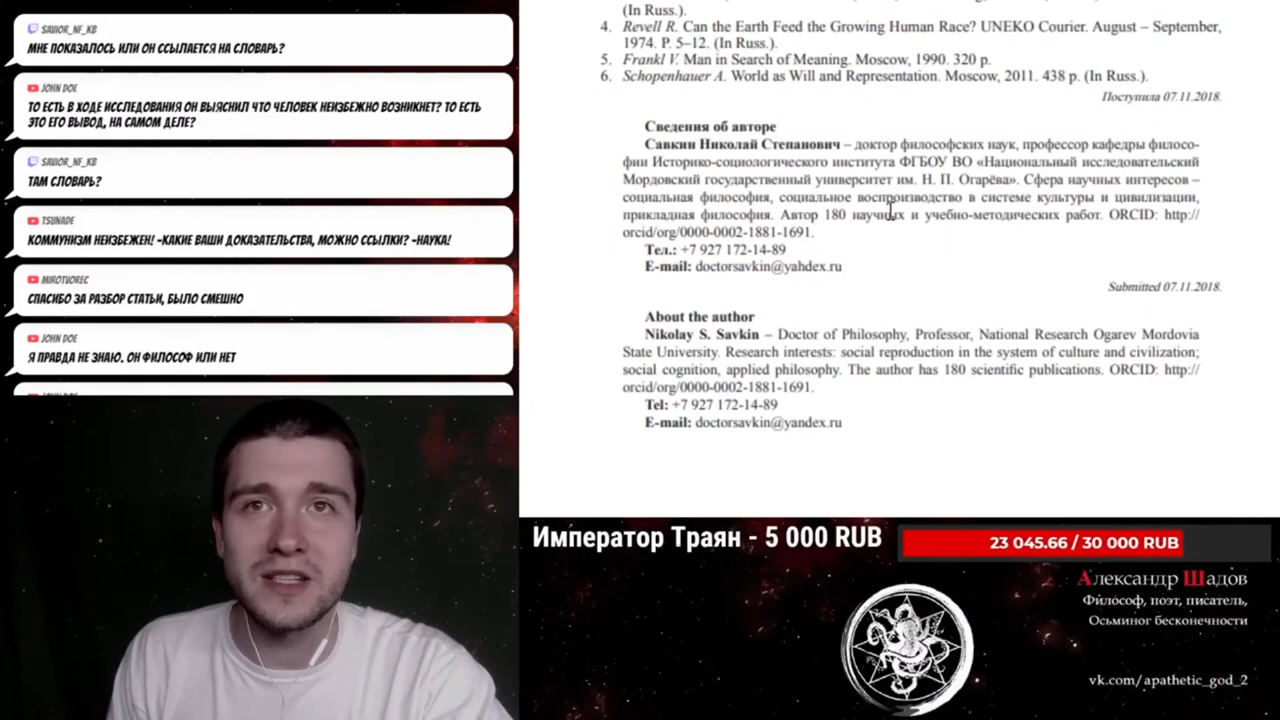 SAVIOR_NF_KB
МНЕ ПОКАЗАЛОСЬ ИЛИ ОН ССЫЛАЕТСЯ НА СЛОВАРЬ?
JOHN DOE
ТО ЕСТЬ В ХОДЕ ИССЛЕДОВАНИЯ ОН ВЫЯСНИЛ ЧТО ЧЕЛОВЕК НЕИЗБЕЖНО ВОЗНИКНЕТ? ТО ЕСТЬ
ЭТО ЕГО ВЫВОД, НА САМОМ ДЕЛЕ?
SAVIOR_NF_KB
ТАМ СЛОВАРЬ?
TSUNADE
КОММУНИЗМ НЕИЗБЕЖЕН! -КАКИЕ ВАШИ ДОКАЗАТЕЛЬСТВА, МОЖНО ССЫЛКИ? -НАУКА!
MIROTVOREC
СПАСИБО ЗА РАЗБОР СТАТЬИ, БЫЛО СМЕШНО
JOHN DOE
Я ПРАВДА НЕ ЗНАЮ. ОН ФИЛОСОФ ИЛИ НЕТ
(In Russ.).
4. Revell R. Can the Earth Feed the Growing Human Race? UNEKO Courier. August – September,
1974. P. 5–12. (In Russ.).
5. Frankl V. Man in Search of Meaning. Moscow, 1990. 320 p.
6. Schopenhauer A. World as Will and Representation. Moscow, 2011. 438 p. (In Russ.).
Поступила 07.11.2018.
Сведения об авторе
Савкин Николай Степанович – доктор философских наук, профессор кафедры филосо-
фии Историко-социологического института ФГБОУ ВО «Национальный исследовательский
Мордовский государственный университет им. Н. П. Огарёва». Сфера научных интересов –
социальная философия, социальное воспроизводство в системе культуры и цивилизации,
прикладная философия. Автор 180 научных и учебно-методических работ. ORCID: http://
orcid/org/0000-0002-1881-1691.
Тел.: +7 927 172-14-89
E-mail: doctorsavkin@yahdex.ru
Submitted 07.11.2018.
About the author
Nikolay S. Savkin – Doctor of Philosophy, Professor, National Research Ogarev Mordovia
State University. Research interests: social reproduction in the system of culture and civilization;
social cognition, applied philosophy. The author has 180 scientific publications. ORCID: http://
orcid/org/0000-0002-1881-1691.
Tel: +7 927 172-14-89
E-mail: doctorsavkin@yandex.ru
Император Траян - 5 000 RUB
23 045.66 / 30 000 RUB
Александр Шадов
Философ, поэт, писатель,
Осьминог бесконечности
vk.com/apathetic_god_2